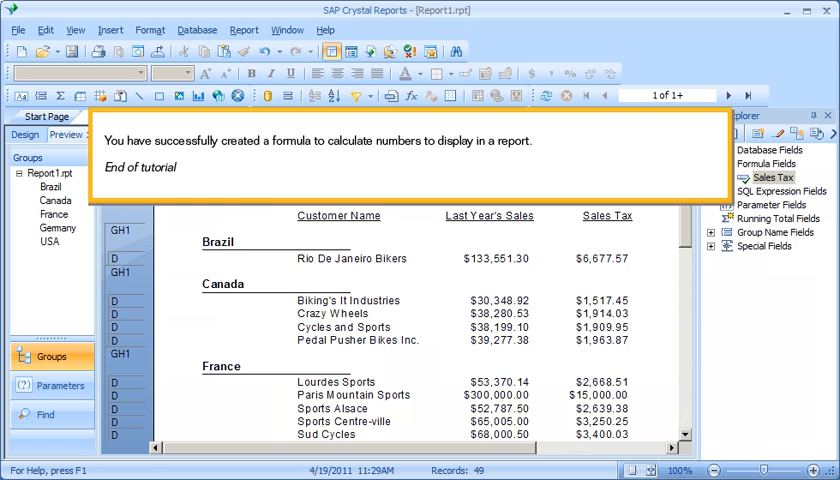 SAP Crystal Reports - [Report1.rpt]
File Edit View Insert Format Database Report Window Help
1 of 1+
Start Page
xplorer
Design Preview
You have successfully created a formula to calculate numbers to display in a report.
End of tutorial
Groups
Report1.rpt
Brazil
Canada
France
Germany
USA
Database Fields
Formula Fields
Sales Tax
SQL Expression Fields
Parameter Fields
Running Total Fields
Group Name Fields
Special Fields
Customer Name Last Year's Sales Sales Tax
GH1
Brazil
D Rio De Janeiro Bikers $133,551.30 $6,677.57
GH1
Canada
D Biking's It Industries $30,348.92 $1,517.45
D Crazy Wheels $38,280.53 $1,914.03
D Cycles and Sports $38,199.10 $1,909.95
D Pedal Pusher Bikes Inc. $39,277.38 $1,963.87
GH1
France
D Lourdes Sports $53,370.14 $2,668.51
D Paris Mountain Sports $300,000.00 $15,000.00
D Sports Alsace $52,787.50 $2,639.38
D Sports Centre-ville $65,005.00 $3,250.25
D Sud Cycles $68,000.50 $3,400.03
Groups
Parameters
Find
For Help, press F1 4/19/2011 11:29AM Records: 49 100%